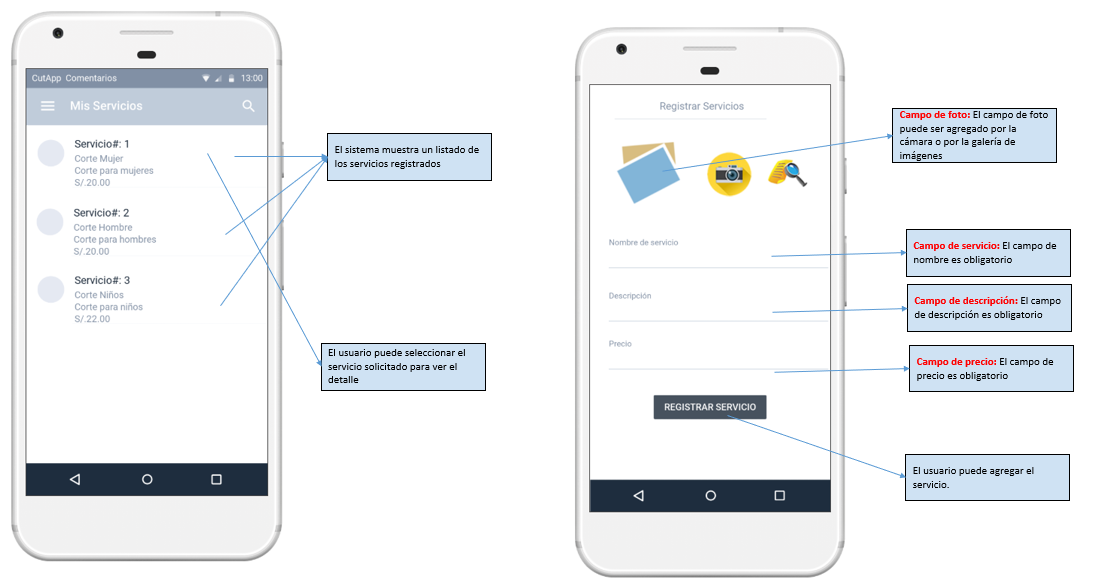 CutApp Comentarios 13:00
Mis Servicios
Servicio#: 1
Corte Mujer
Corte para mujeres
S/.20.00
Servicio#: 2
Corte Hombre
Corte para hombres
S/.20.00
Servicio#: 3
Corte Niños
Corte para niños
S/.22.00
El sistema muestra un listado de
los servicios registrados
El usuario puede seleccionar el
servicio solicitado para ver el
detalle
Registrar Servicios
Nombre de servicio
Descripción
Precio
REGISTRAR SERVICIO
Campo de foto: El campo de foto
puede ser agregado por la
cámara o por la galería de
imágenes
Campo de servicio: El campo de
nombre es obligatorio
Campo de descripción: El campo
de descripción es obligatorio
Campo de precio: El campo de
precio es obligatorio
El usuario puede agregar el
servicio.